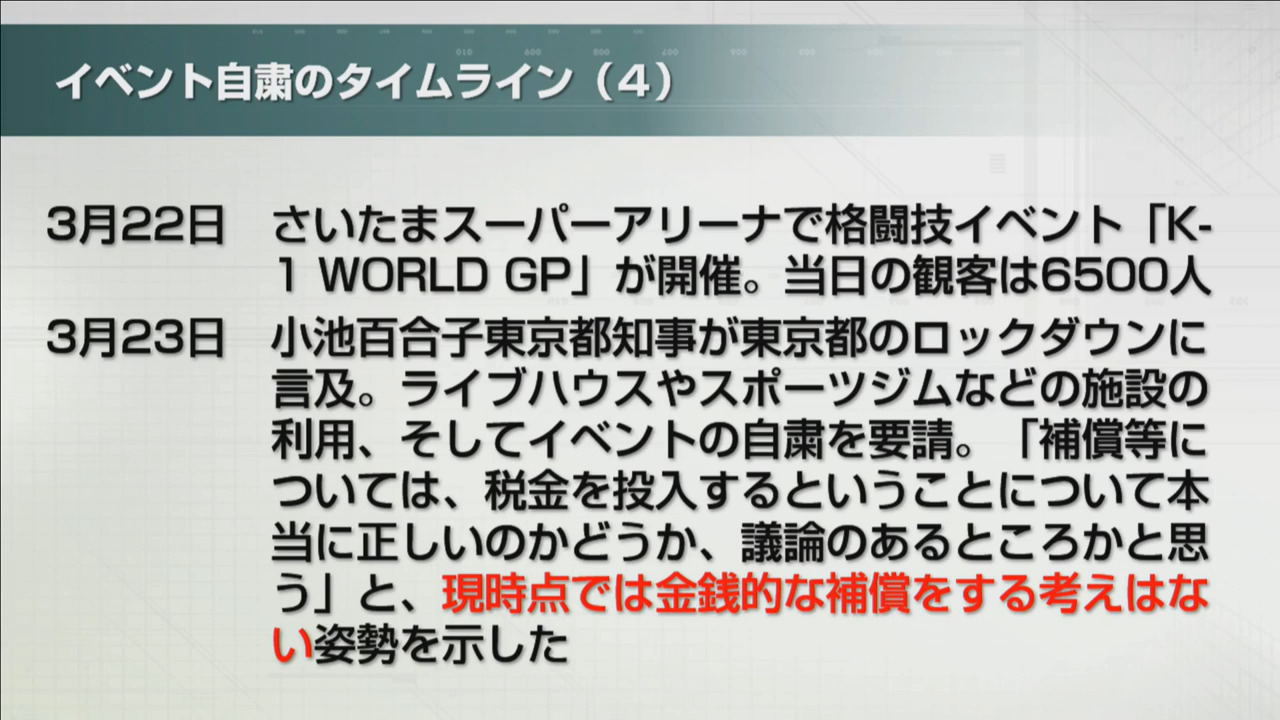 イベント自粛のタイムライン（4）
3月22日 さいたまスーパーアリーナで格闘技イベント「K-
1 WORLD GP」が開催。当日の観客は6500人
3月23日 小池百合子東京都知事が東京都のロックダウンに
言及。ライブハウスやスポーツジムなどの施設の
利用、そしてイベントの自粛を要請。「補償等に
ついては、税金を投入するということについて本
当に正しいのかどうか、議論のあるところかと思
う」と、現時点では金銭的な補償をする考えはな
い姿勢を示した